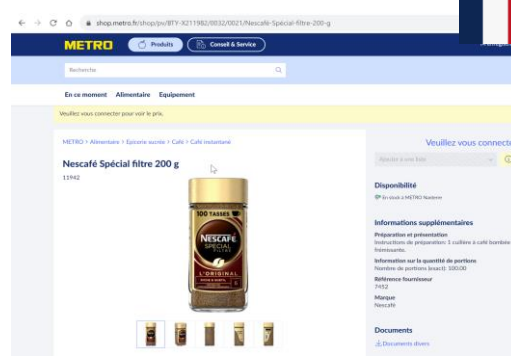 shop.metro.fr/shop/pv/BTY-X211982/0032/0021/Nescafé-Spécial-filtre-200-g
METRO
Produits
Conseil & Service
Recherche
En ce moment Alimentaire Equipement
Veuillez vous connecter pour voir le prix.
METRO > Alimentaire > Epicerie sucrée > Café > Café instantané
Nescafé Spécial filtre 200 g
11942
100 TASSES
NESCAFÉ
SPÉCIAL
FILTRE
L'ORIGINAL
Veuillez vous connecte
Ajouter à une liste
Disponibilité
En stock à METRO Nanterre
Informations supplémentaires
Préparation et présentation
Instructions de préparation: 1 cuillère à café bombée
frémissante.
Information sur la quantité de portions
Nombre de portions (exact): 100.00
Référence fournisseur
7452
Marque
Nescafé
Documents
Documents divers